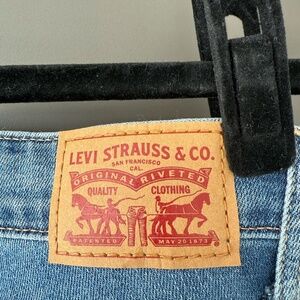 LEVI STRAUSS & CO.
SAN FRANCISCO
CAL.
ORIGINAL RIVETED
QUALITY CLOTHING
PATENTED MAY 20 1873